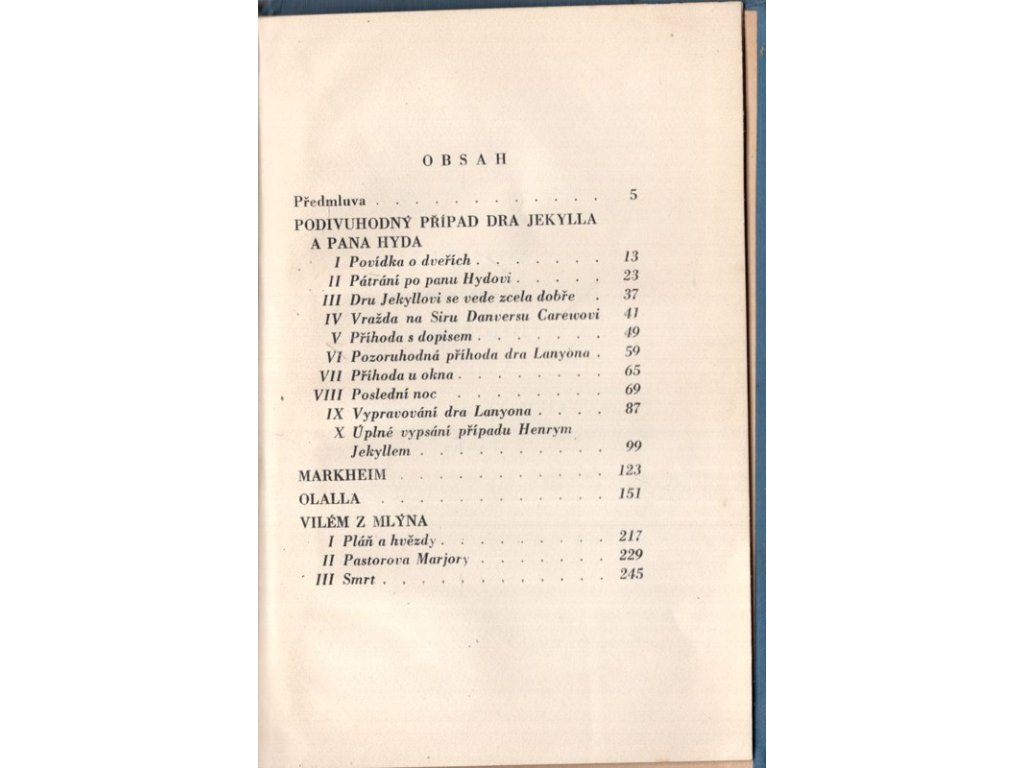 OBSAH
Předmluva . . . . . . . . . . . . 5
PODIVUHODNÝ PŘÍPAD DRA JEKYLLA
A PANA HYDA
I Povídka o dveřích . . . . . . . 13
II Pátrání po panu Hydovi . . . . . 23
III Dru Jekyllovi se vede zcela dobře . 37
IV Vražda na Siru Danversu Carewovi 41
V Příhoda s dopisem . . . . . . . 49
VI Pozoruhodná příhoda dra Lanyona . 59
VII Příhoda u okna . . . . . . . . 65
VIII Poslední noc . . . . . . . . 69
IX Vypravování dra Lanyona . . . . 87
X Úplné vypsání případu Henrym
Jekyllem . . . . . . . . . . 99
MARKHEIM . . . . . . . . . . . 123
OLALLA . . . . . . . . . . . . 151
VILÉM Z MLÝNA
I Pláň a hvězdy . . . . . . . . . 217
II Pastorova Marjory . . . . . . . 229
III Smrt . . . . . . . . . . . . 245